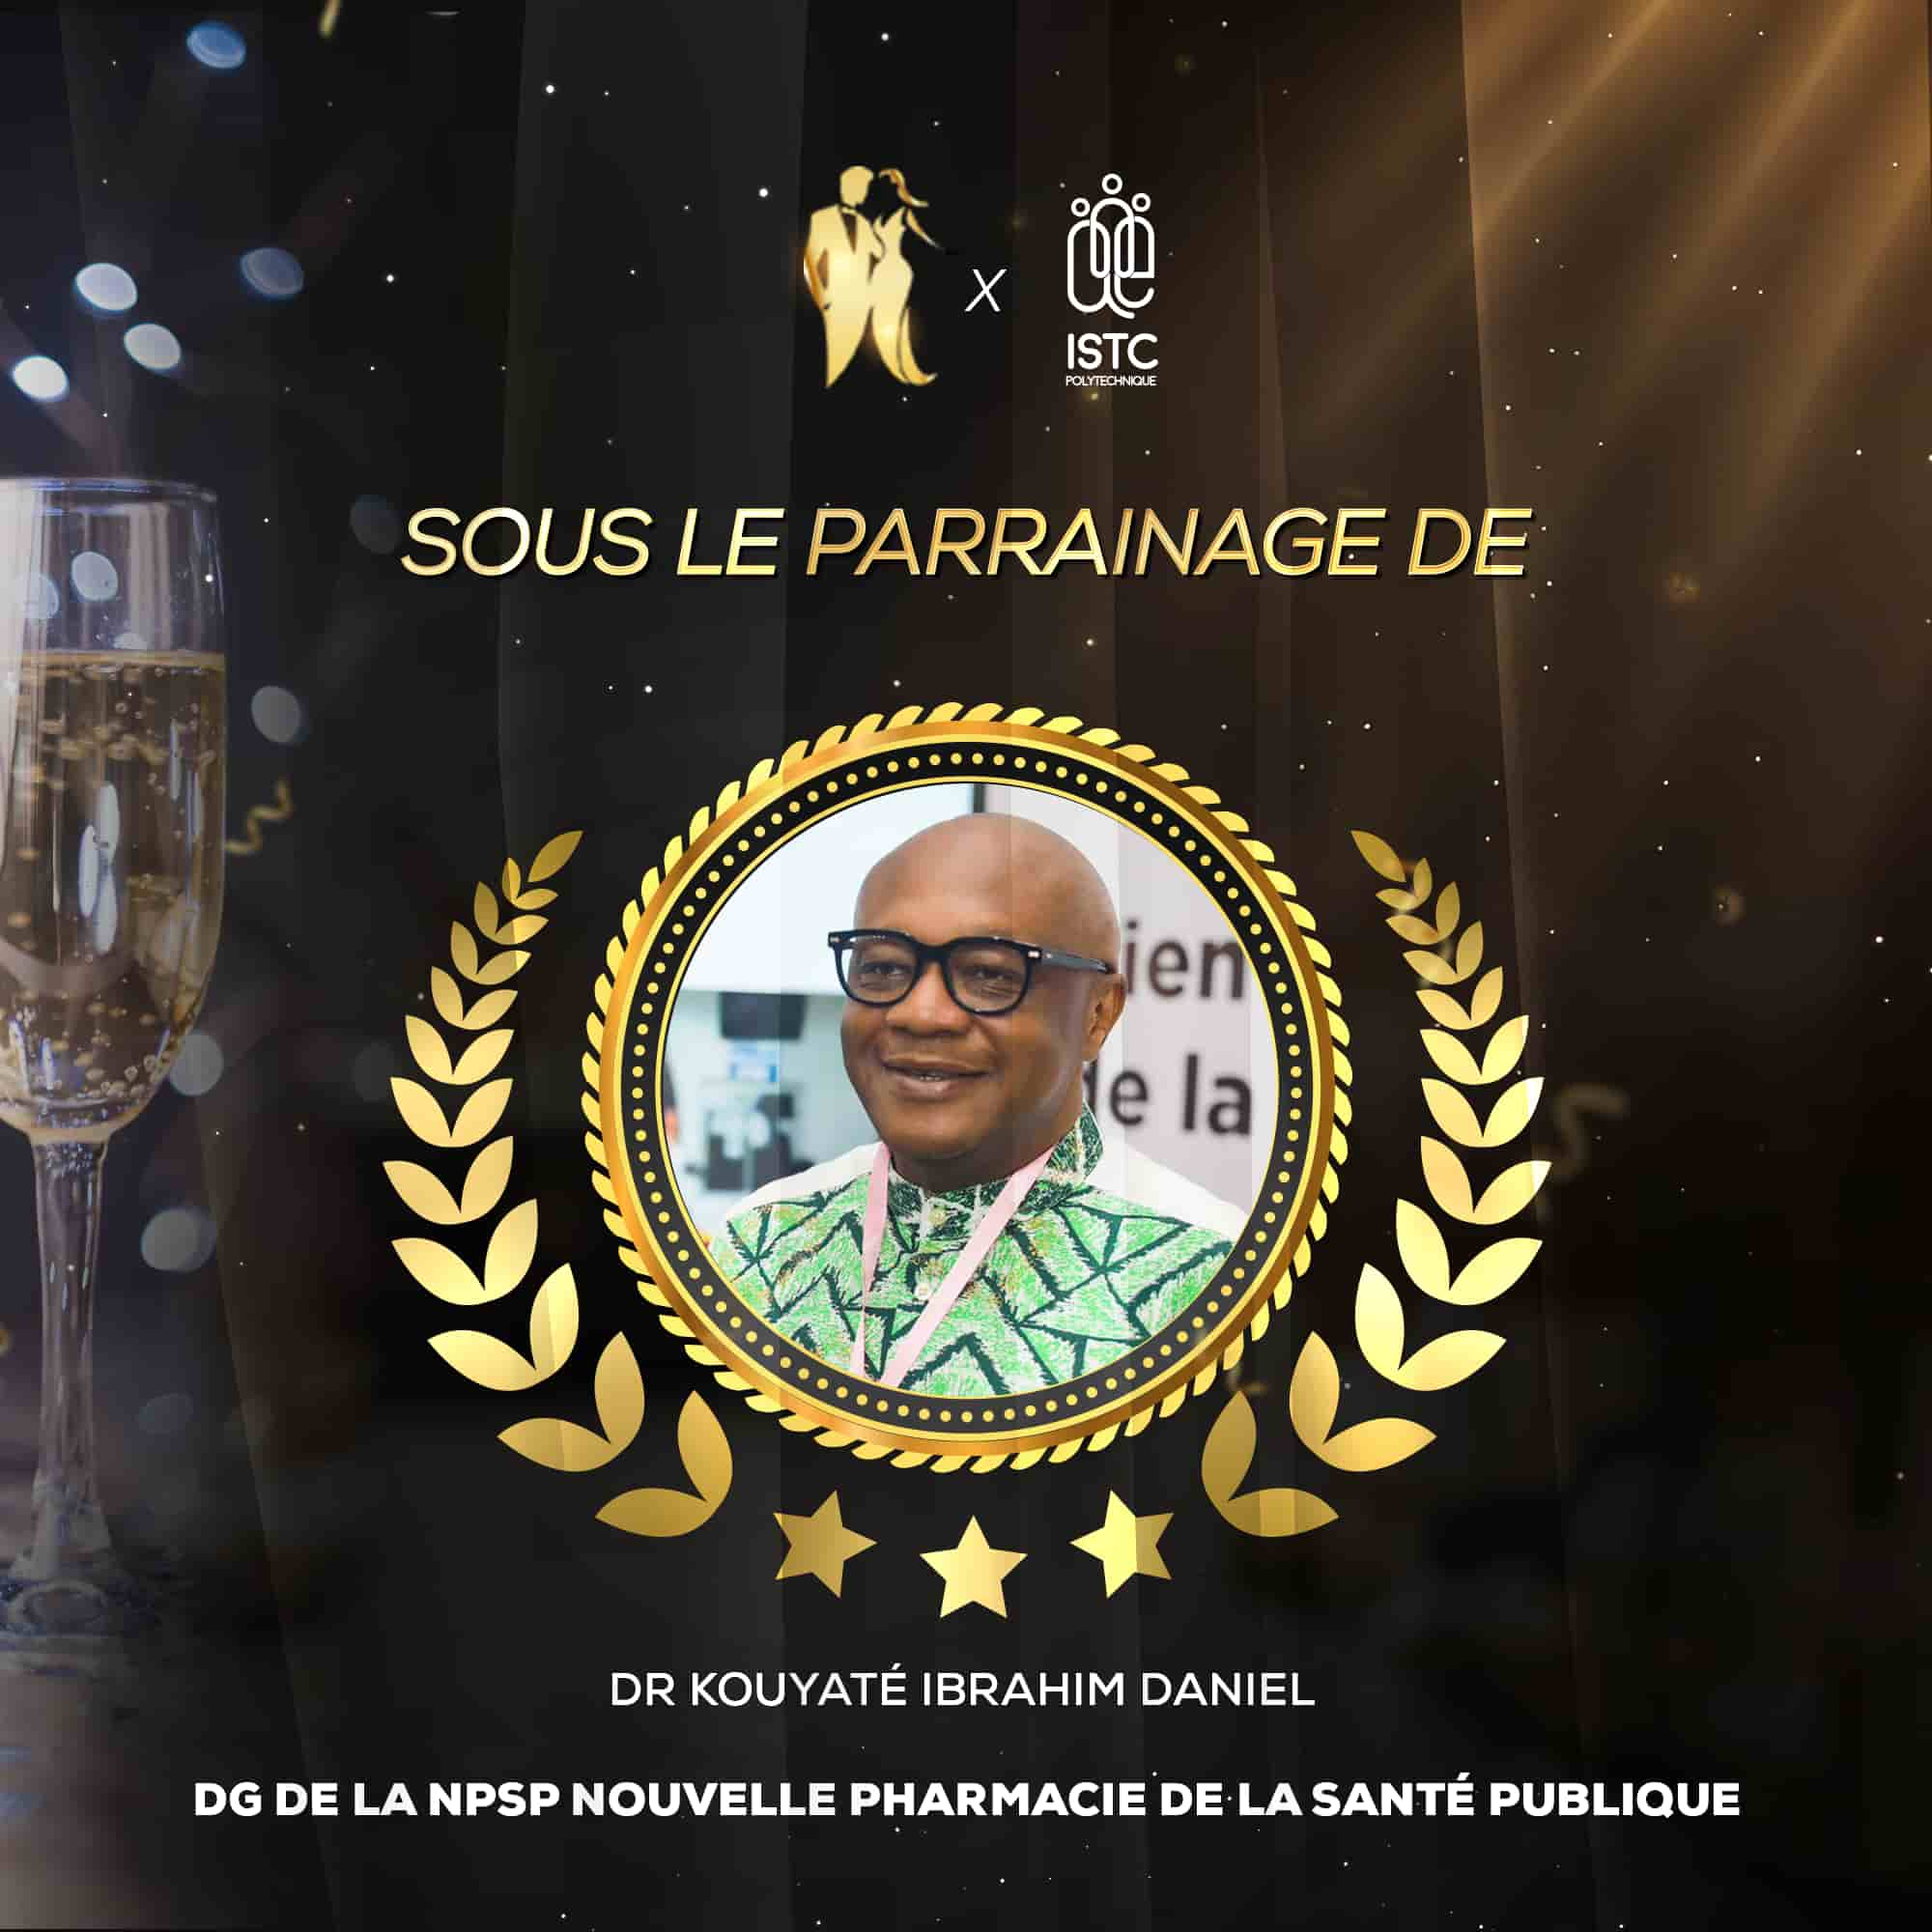 X
ISTC
POLYTECHNIQUE
SOUS LE PARRAINAGE DE
ien
de la
DR KOUYATÉ IBRAHIM DANIEL
DG DE LA NPSP NOUVELLE PHARMACIE DE LA SANTÉ PUBLIQUE